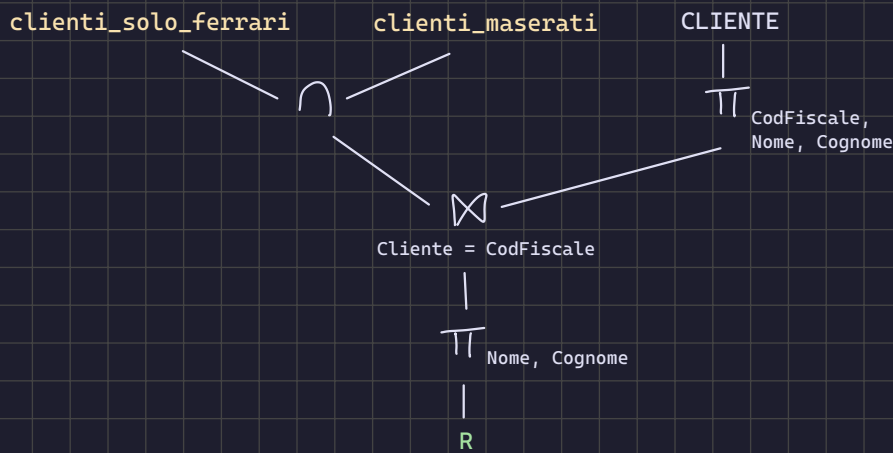 clienti_solo_ferrari
clienti_maserati
CLIENTE
∩
π
CodFiscale,
Nome, Cognome
⋈
Cliente = CodFiscale
π
Nome, Cognome
R